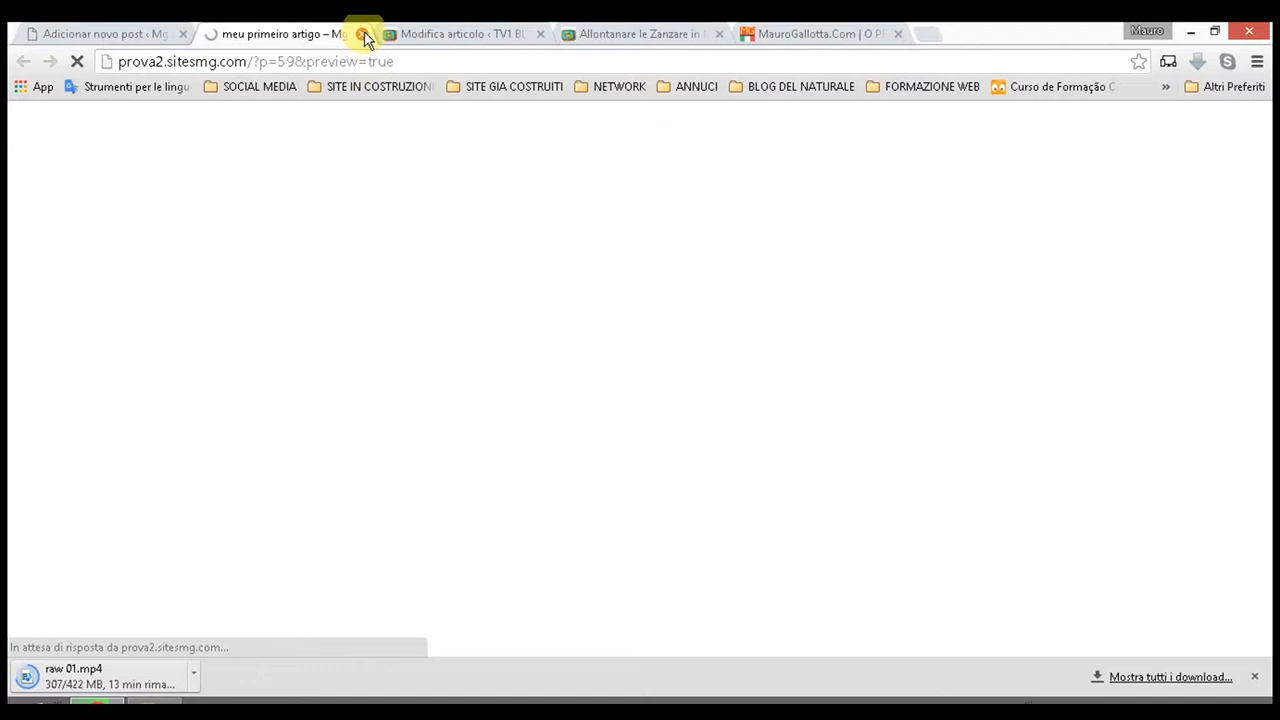 Adicionar novo post ‹ Mg
meu primeiro artigo – Mg
Modifica articolo ‹ TV1 B
Allontanare le Zanzare in
MauroGallotta.Com | O P
Mauro
prova2.sitesmg.com/?p=59&preview=true
App
Strumenti per le lingu
SOCIAL MEDIA
SITE IN COSTRUZION
SITE GIA COSTRUITI
NETWORK
ANNUCI
BLOG DEL NATURALE
FORMAZIONE WEB
Curso de Formação
»
Altri Preferiti
In attesa di risposta da prova2.sitesmg.com...
raw 01.mp4
307/422 MB, 13 min rima...
Mostra tutti i download...